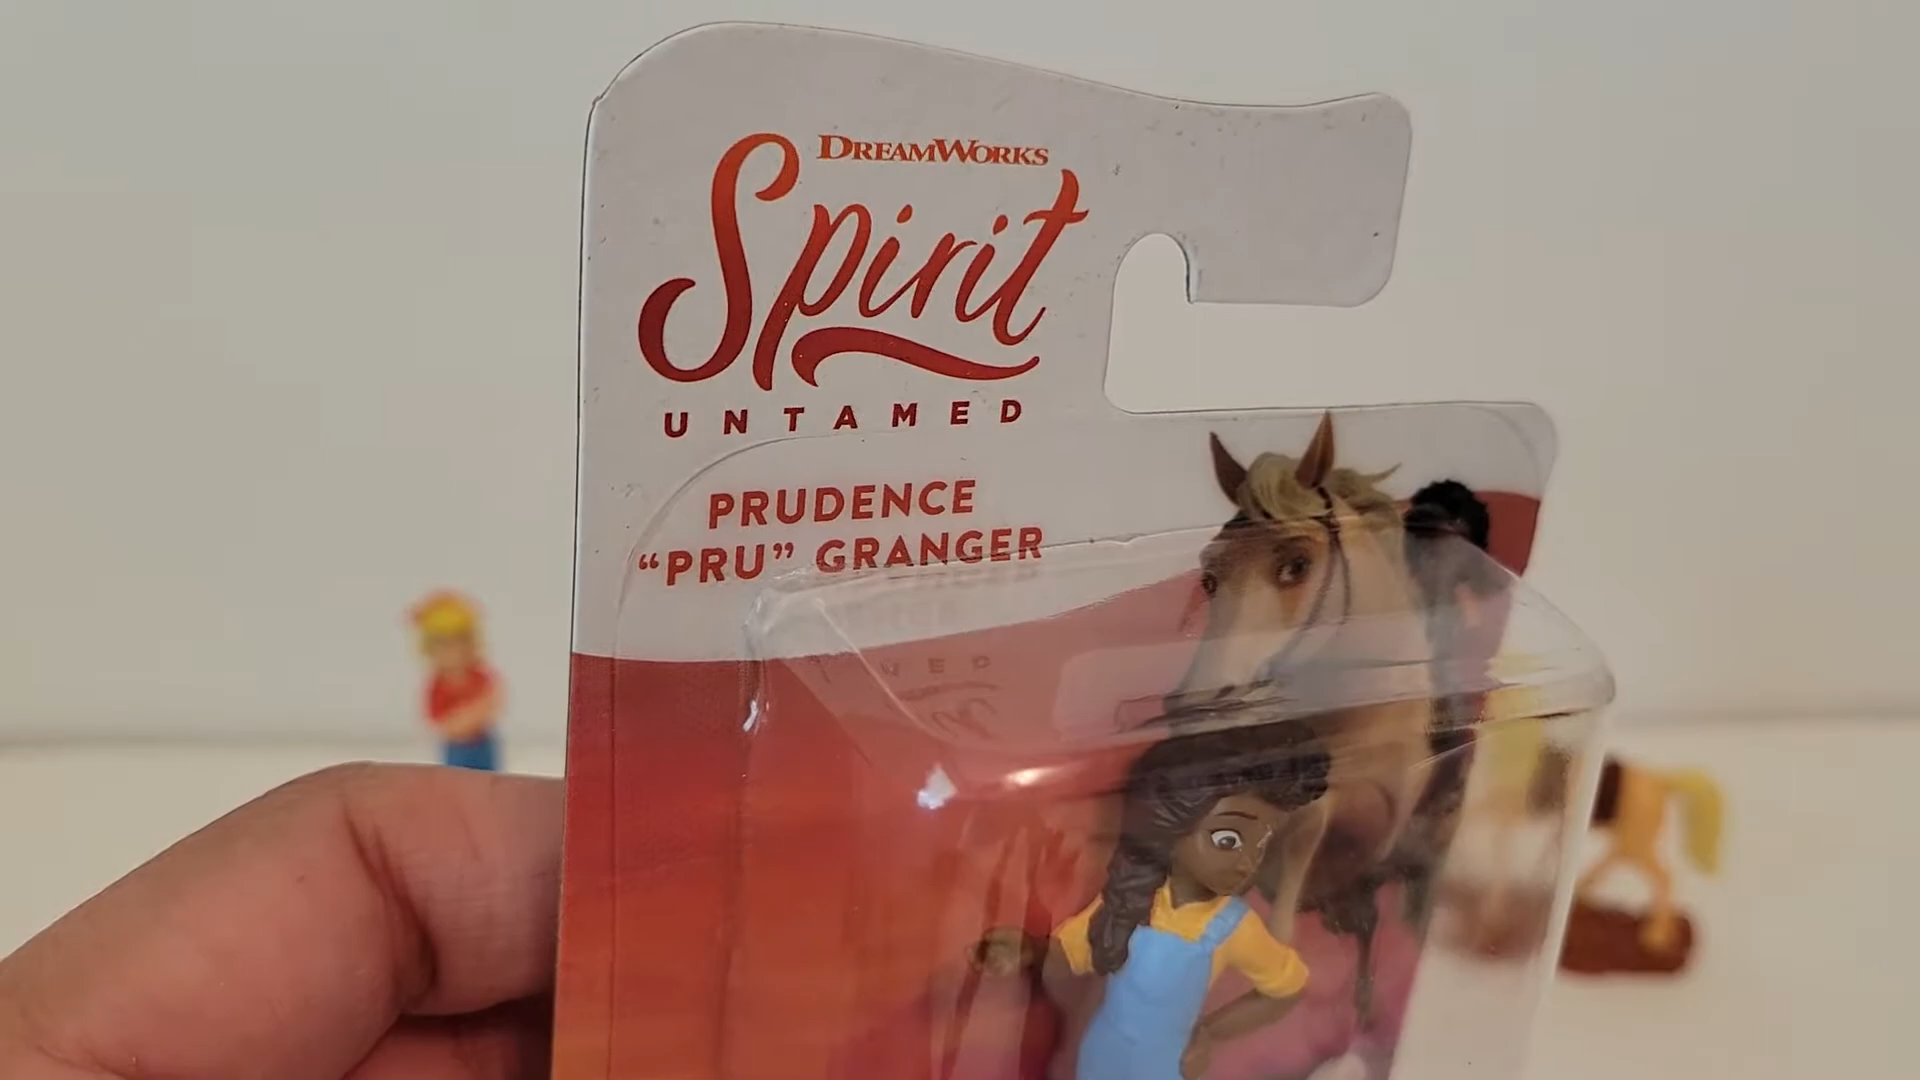 DREAMWORKS
Spirit
UNTAMED
PRUDENCE
“PRU” GRANGER